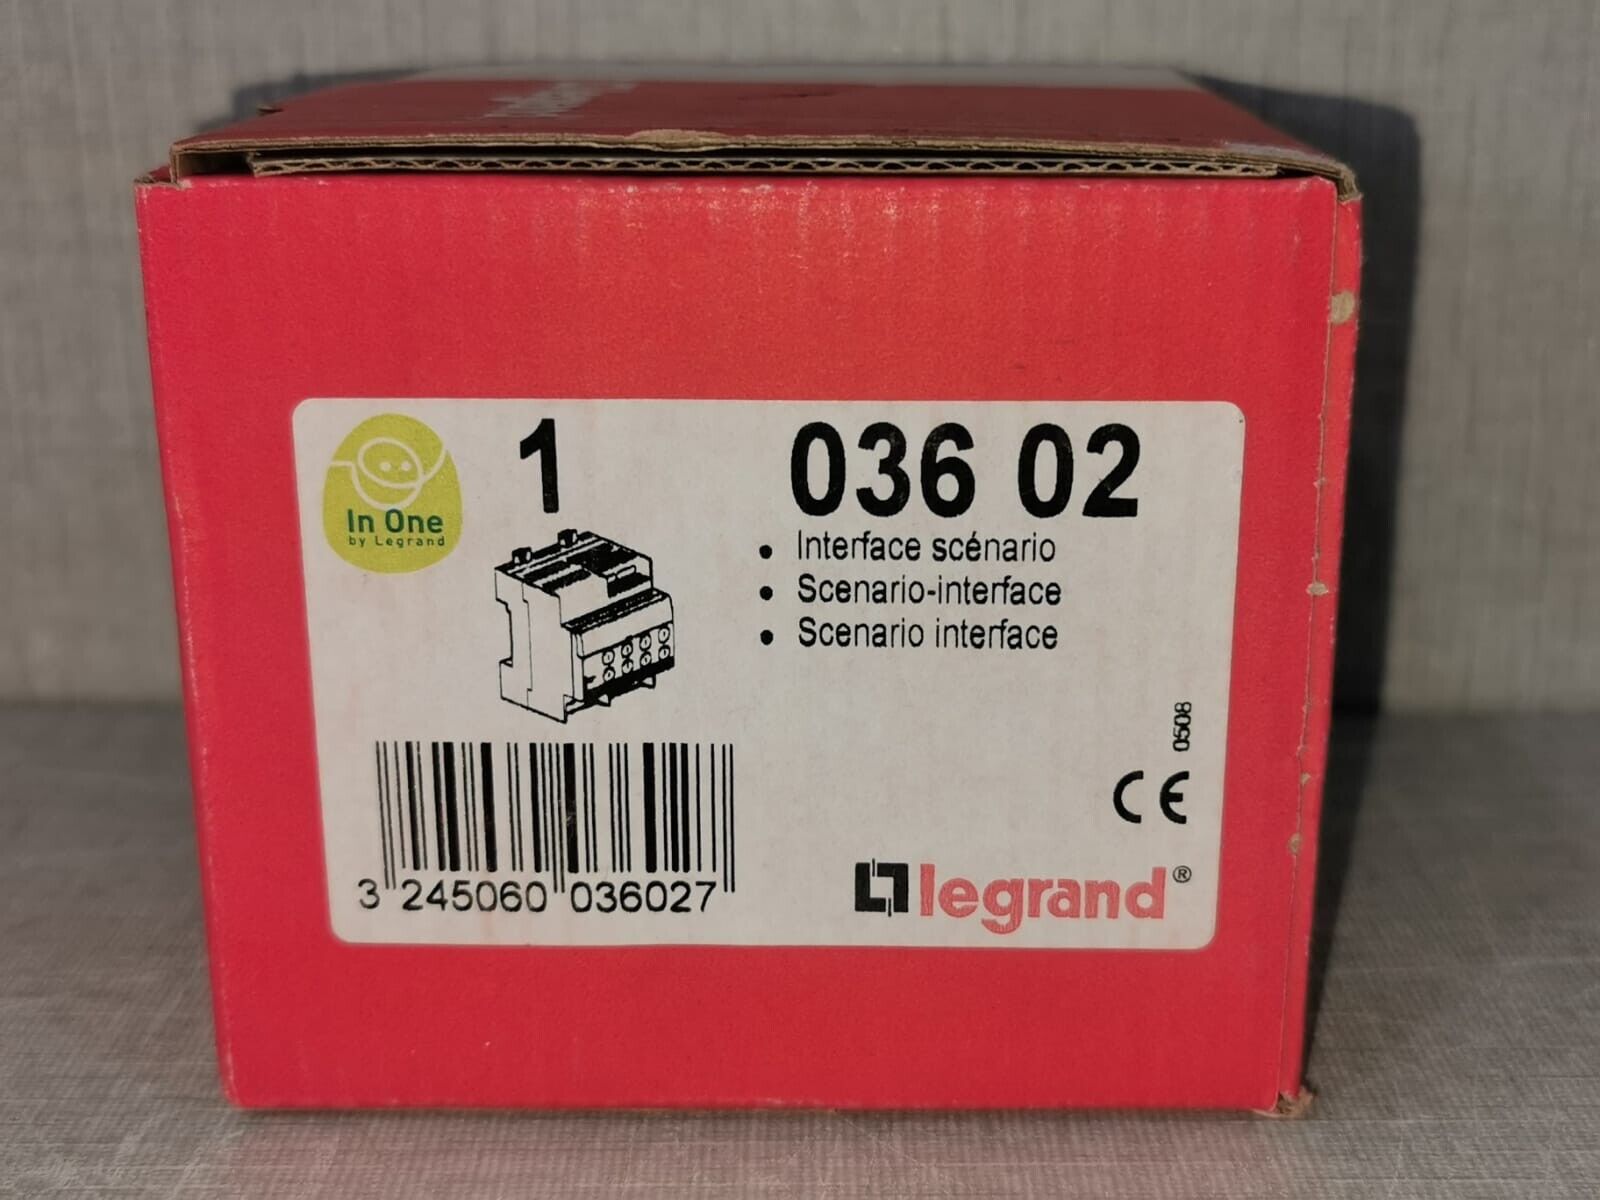 1 036 02
In One
by Legrand
• Interface scénario
• Scenario-interface
• Scenario interface
0508
CE
3 245060 036027
legrand®